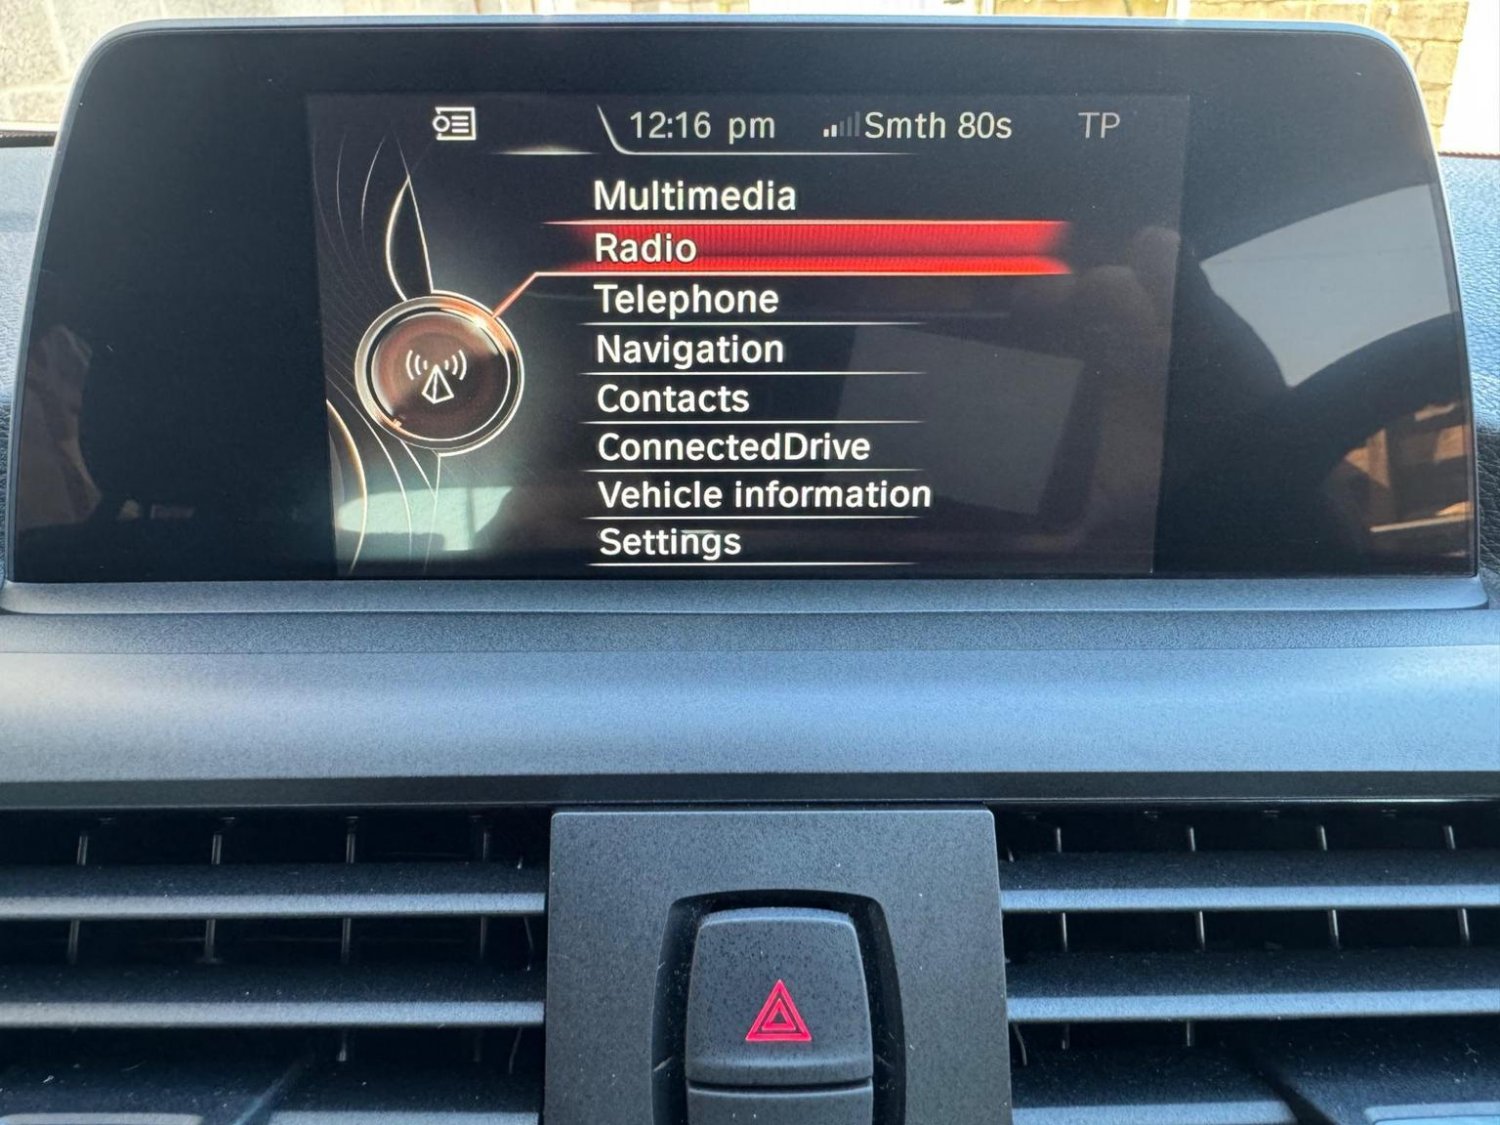 12:16 pm Smth 80s TP
Multimedia
Radio
Telephone
Navigation
Contacts
ConnectedDrive
Vehicle information
Settings